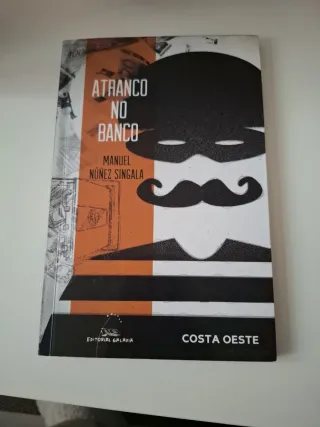 ATRANCO
NO
BANCO
MANUEL
NÚÑEZ SINGALA
EDITORIAL GALAXIA
COSTA OESTE